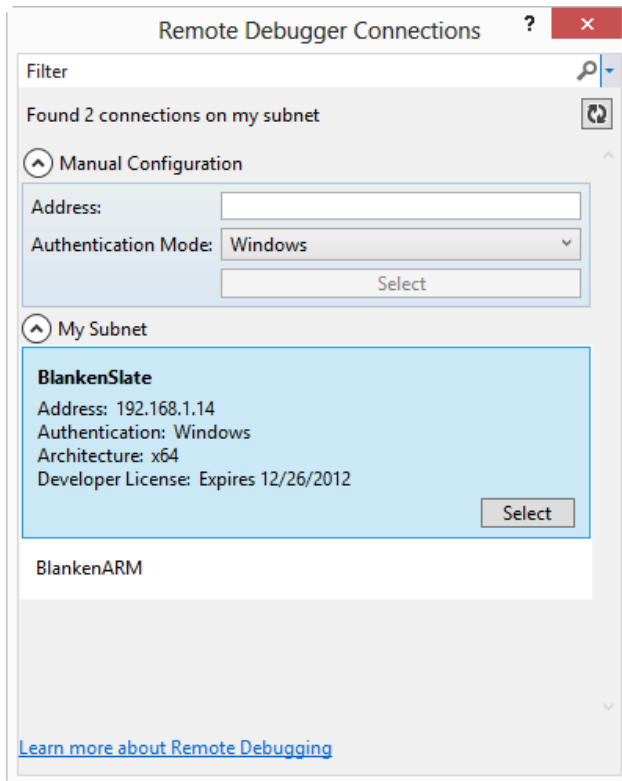 Remote Debugger Connections ? ×
Filter
Found 2 connections on my subnet
Manual Configuration
Address:
Authentication Mode: Windows
Select
My Subnet
BlankenSlate
Address: 192.168.1.14
Authentication: Windows
Architecture: x64
Developer License: Expires 12/26/2012
Select
BlankenARM
Learn more about Remote Debugging